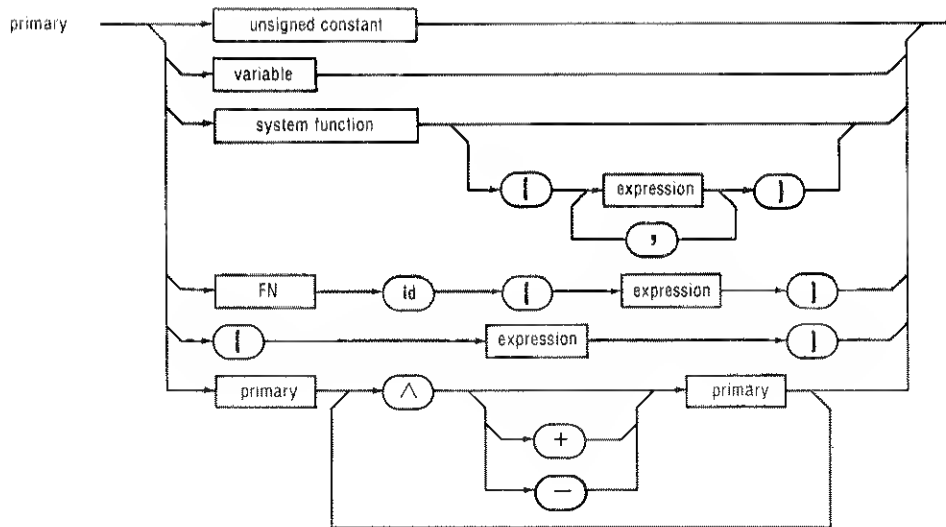 primary
unsigned constant
variable
system function
( expression )
,
FN id ( expression )
( expression )
primary ^ primary
+
−